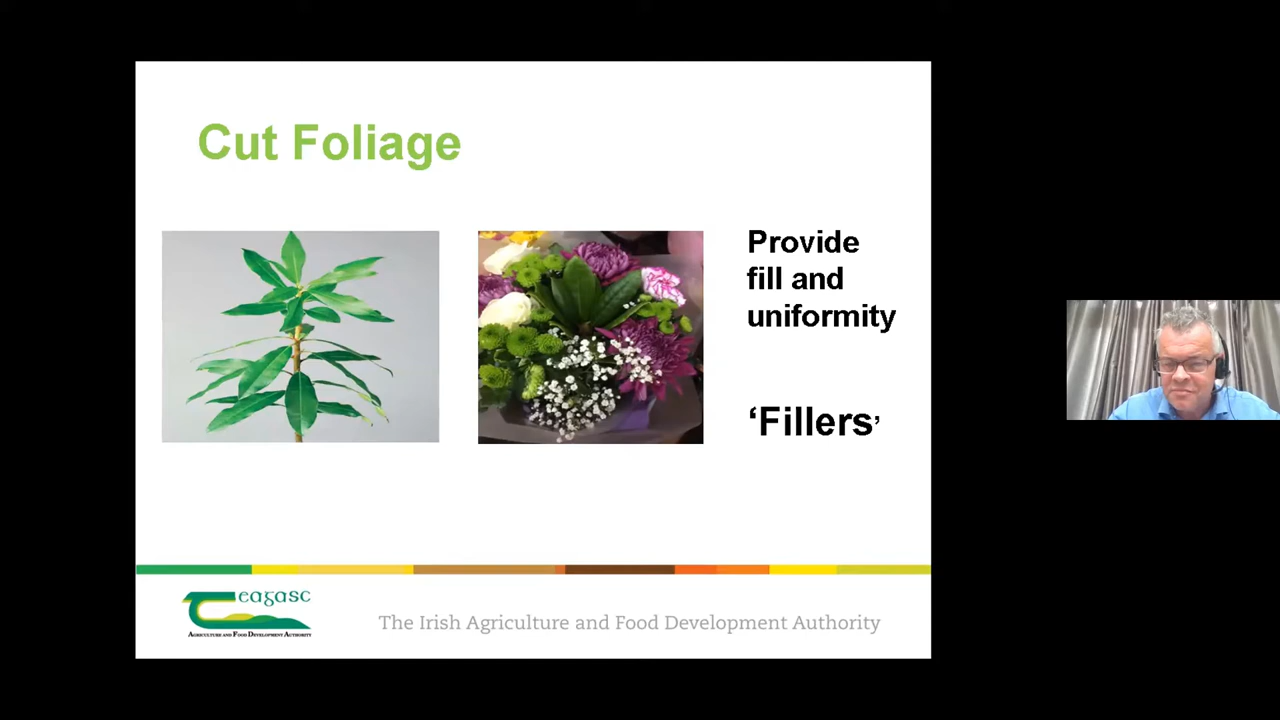 Cut Foliage
Provide
fill and
uniformity
‘Fillers’
eagasc
AGRICULTURE AND FOOD DEVELOPMENT AUTHORITY
The Irish Agriculture and Food Development Authority